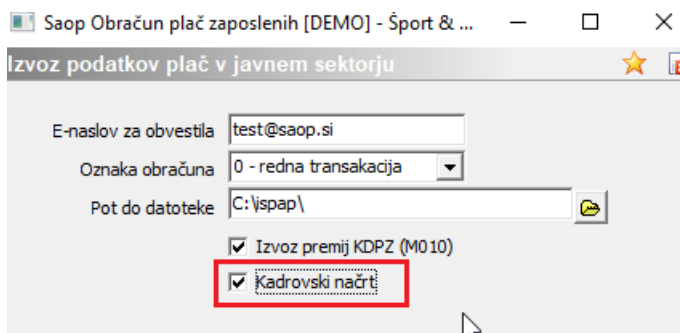 Saop Obračun plač zaposlenih [DEMO] - Šport & ...
Izvoz podatkov plač v javnem sektorju
E-naslov za obvestila test@saop.si
Oznaka obračuna 0 - redna transakacija
Pot do datoteke C:\ispap\
Izvoz premij KDPZ (M010)
Kadrovski načrt